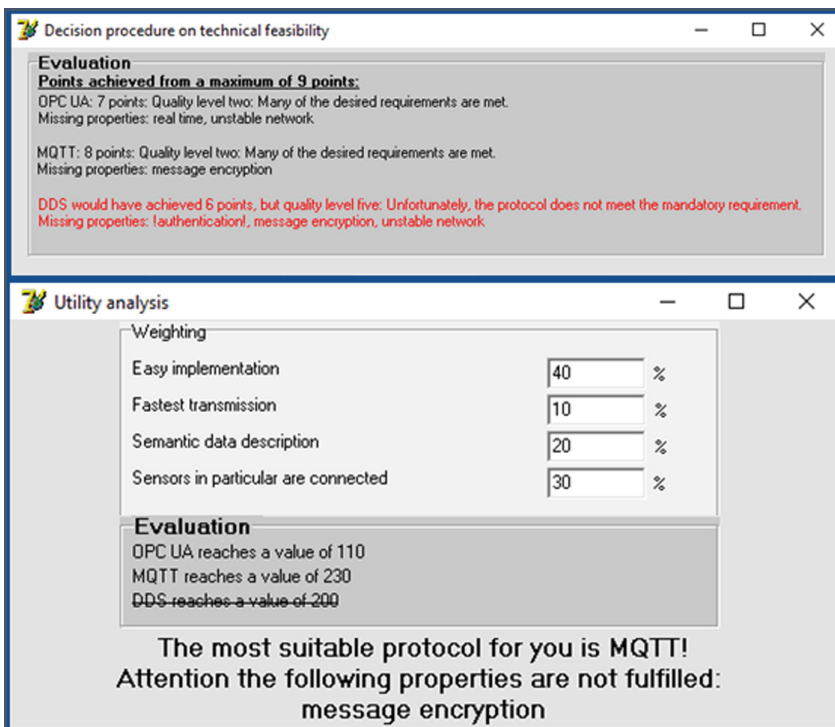 Decision procedure on technical feasibility
Evaluation
Points achieved from a maximum of 9 points:
OPC UA: 7 points: Quality level two: Many of the desired requirements are met.
Missing properties: real time, unstable network
MQTT: 8 points: Quality level two: Many of the desired requirements are met.
Missing properties: message encryption
DDS would have achieved 6 points, but quality level five: Unfortunately, the protocol does not meet the mandatory requirement.
Missing properties: !authentication!, message encryption, unstable network
Utility analysis
Weighting
Easy implementation 40 %
Fastest transmission 10 %
Semantic data description 20 %
Sensors in particular are connected 30 %
Evaluation
OPC UA reaches a value of 110
MQTT reaches a value of 230
DDS reaches a value of 200
The most suitable protocol for you is MQTT!
Attention the following properties are not fulfilled:
message encryption